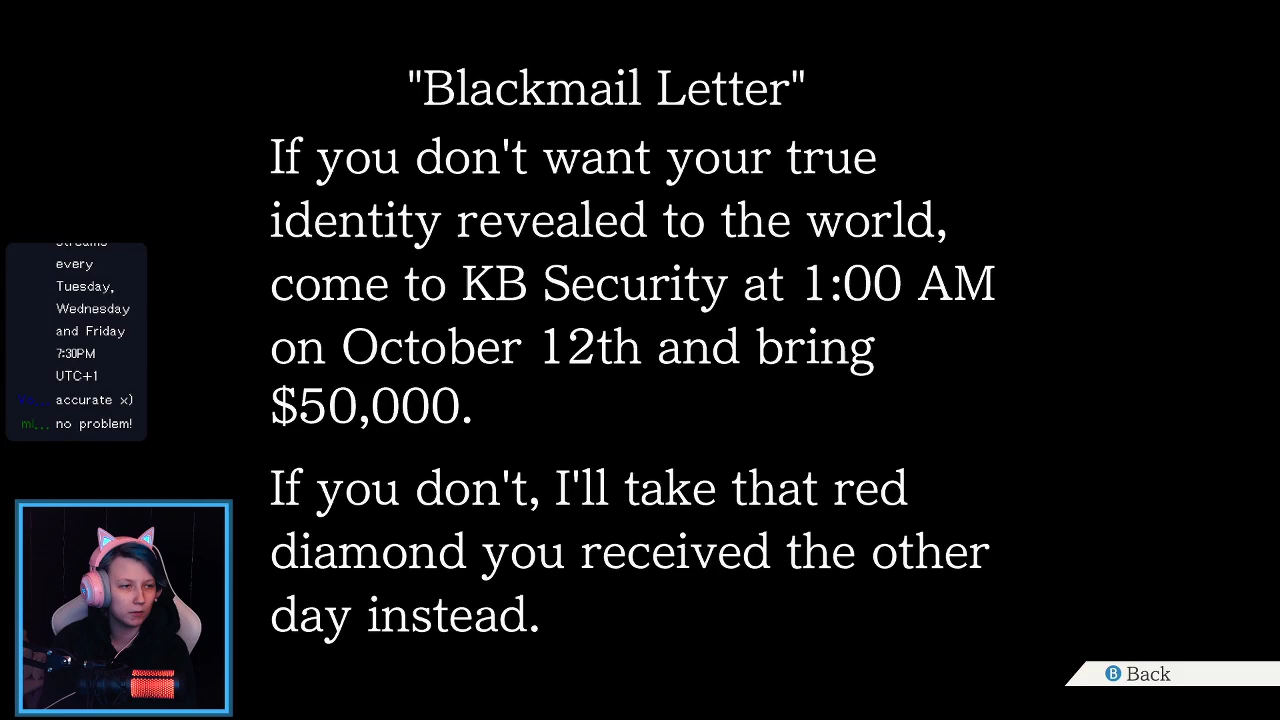 "Blackmail Letter"
If you don't want your true
identity revealed to the world,
come to KB Security at 1:00 AM
on October 12th and bring
$50,000.
If you don't, I'll take that red
diamond you received the other
day instead.
streams
every
Tuesday,
Wednesday
and Friday
7:30PM
UTC+1
accurate x)
mi... no problem!
B Back